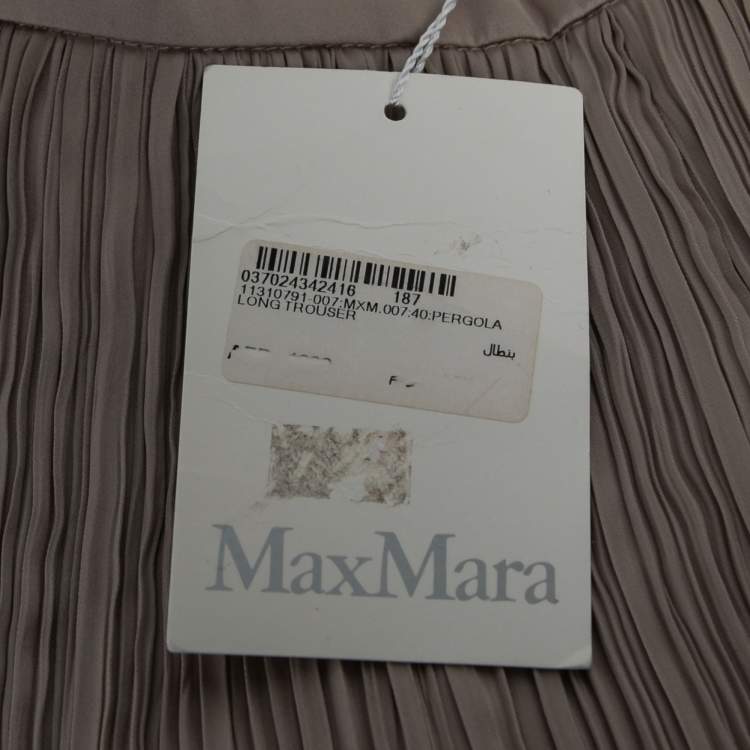 037024342416 187
11310791-007:MXM.007:40:PERGOLA
LONG TROUSER
بنطال
MaxMara